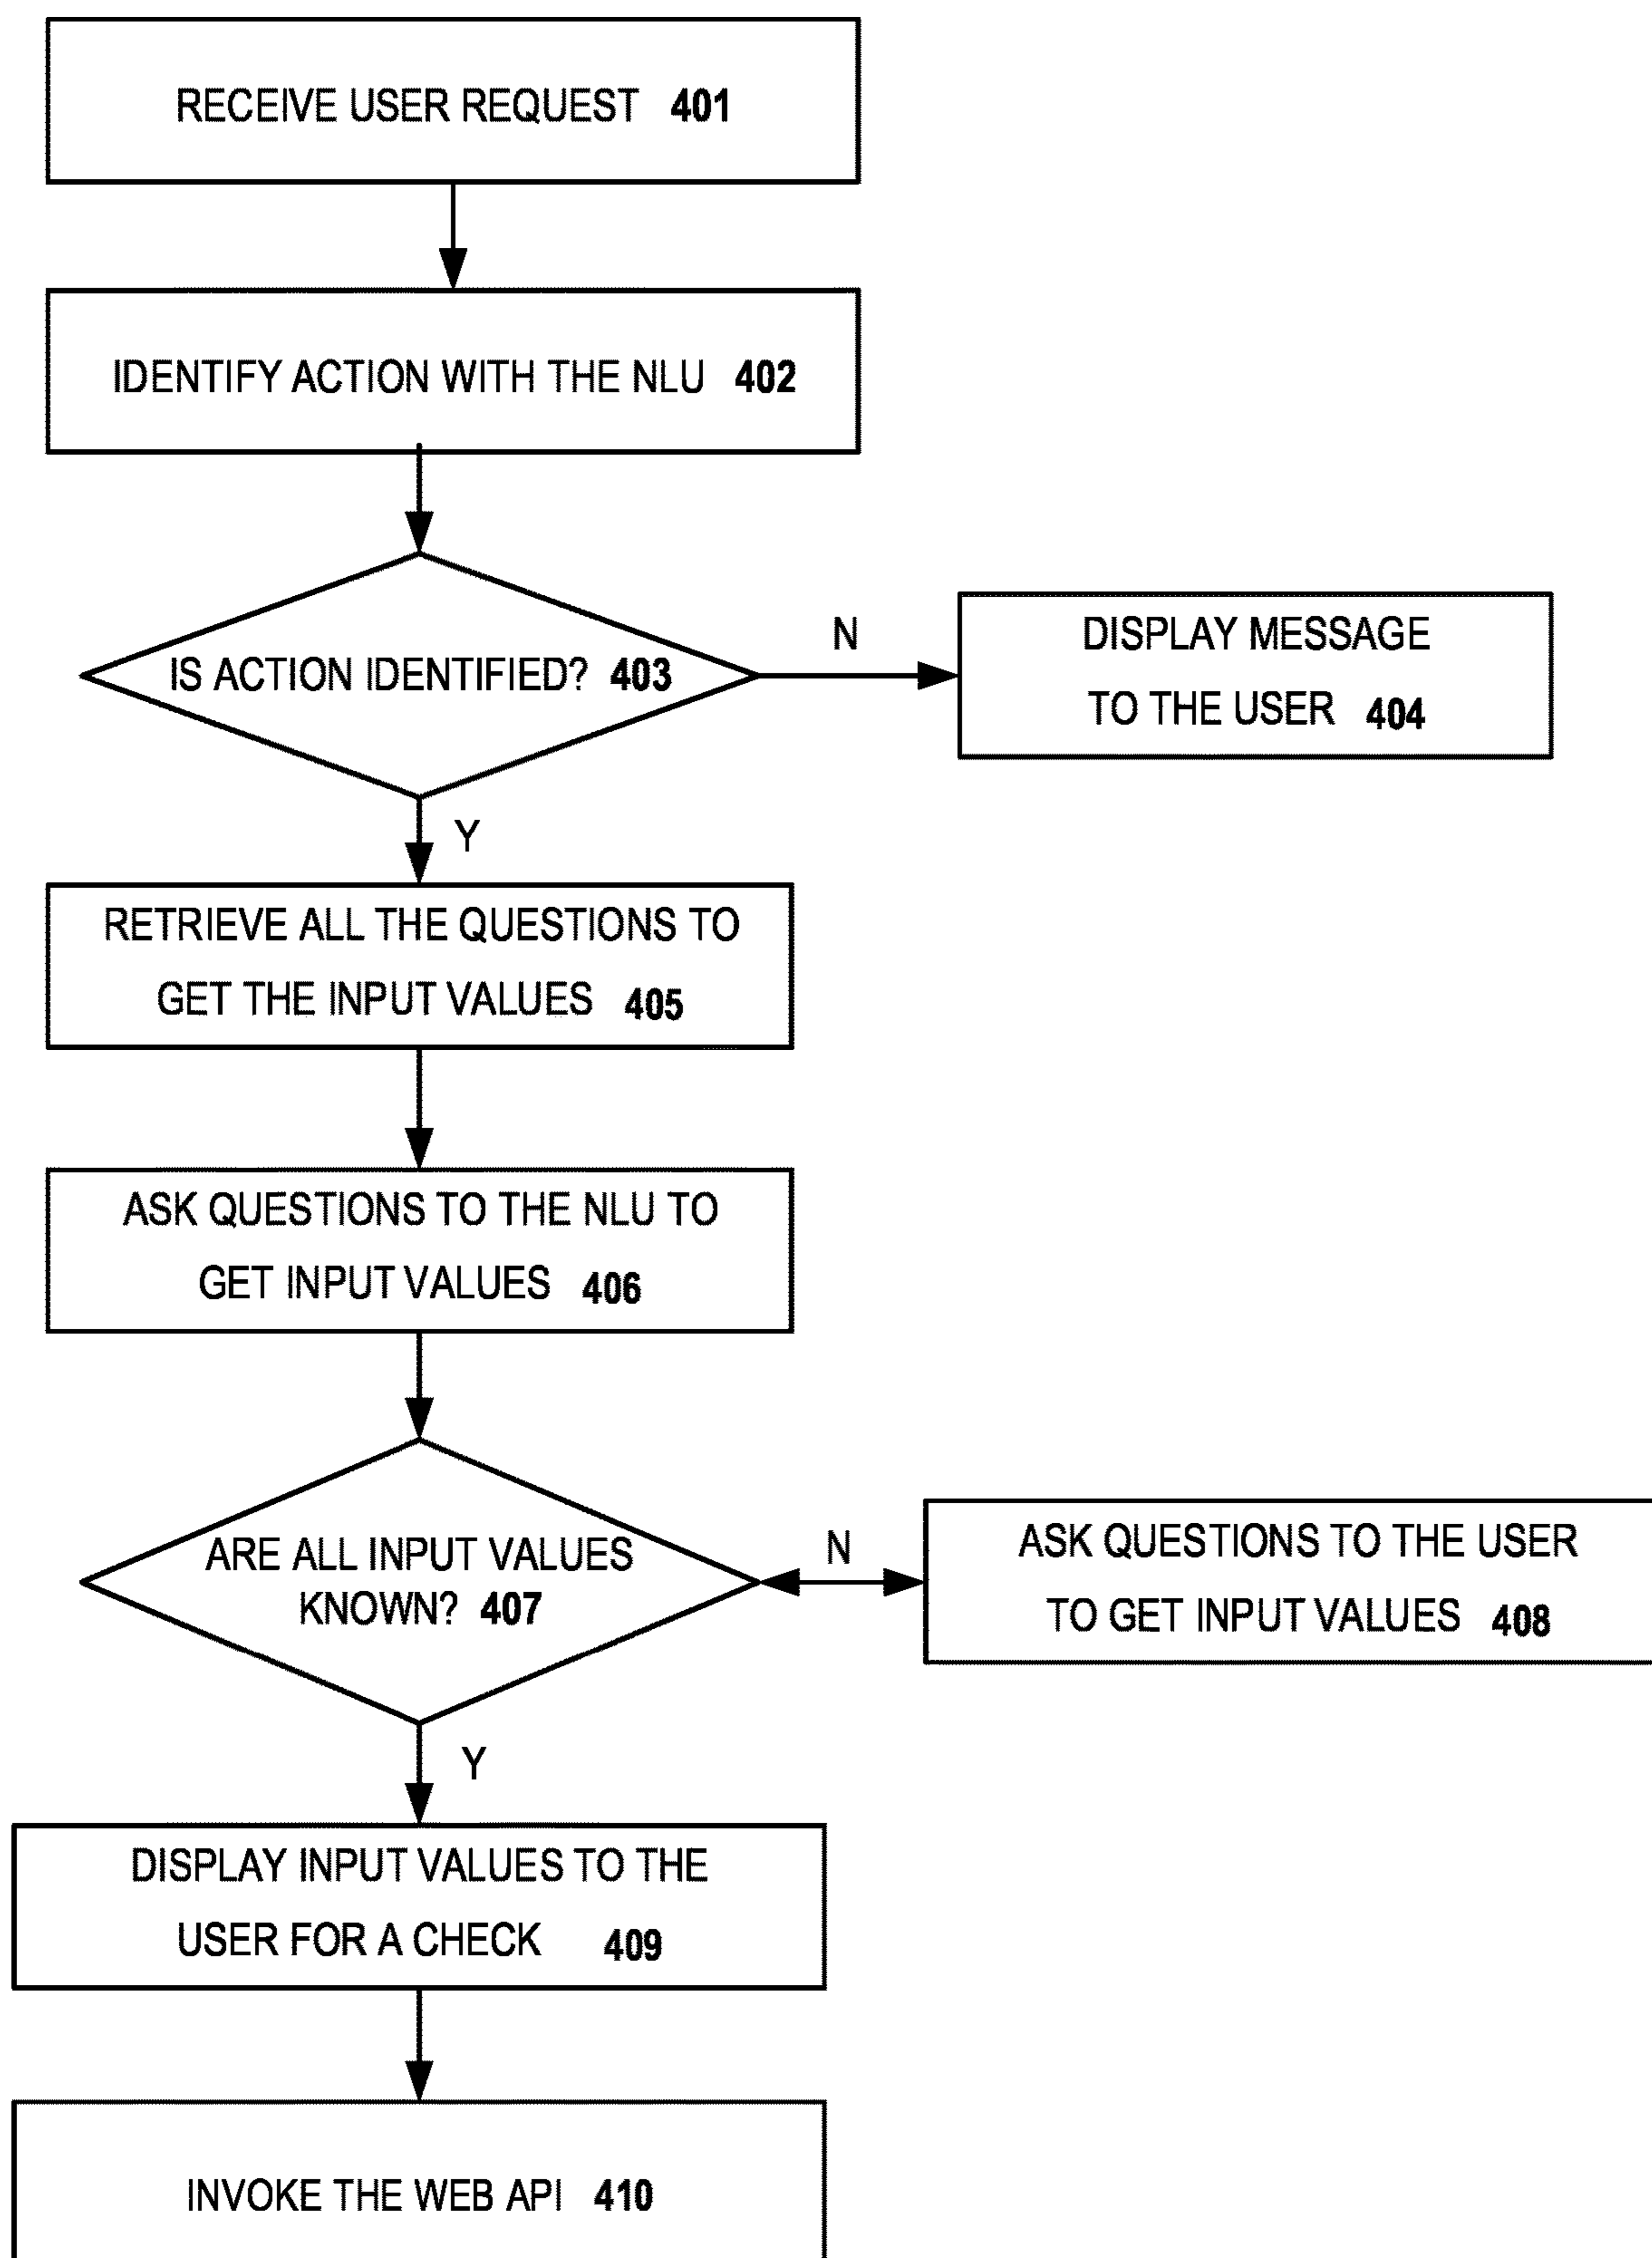 RECEIVE USER REQUEST 401
IDENTIFY ACTION WITH THE NLU 402
IS ACTION IDENTIFIED? 403
N
DISPLAY MESSAGE
TO THE USER 404
Y
RETRIEVE ALL THE QUESTIONS TO
GET THE INPUT VALUES 405
ASK QUESTIONS TO THE NLU TO
GET INPUT VALUES 406
ARE ALL INPUT VALUES
KNOWN? 407
N
ASK QUESTIONS TO THE USER
TO GET INPUT VALUES 408
Y
DISPLAY INPUT VALUES TO THE
USER FOR A CHECK 409
INVOKE THE WEB API 410